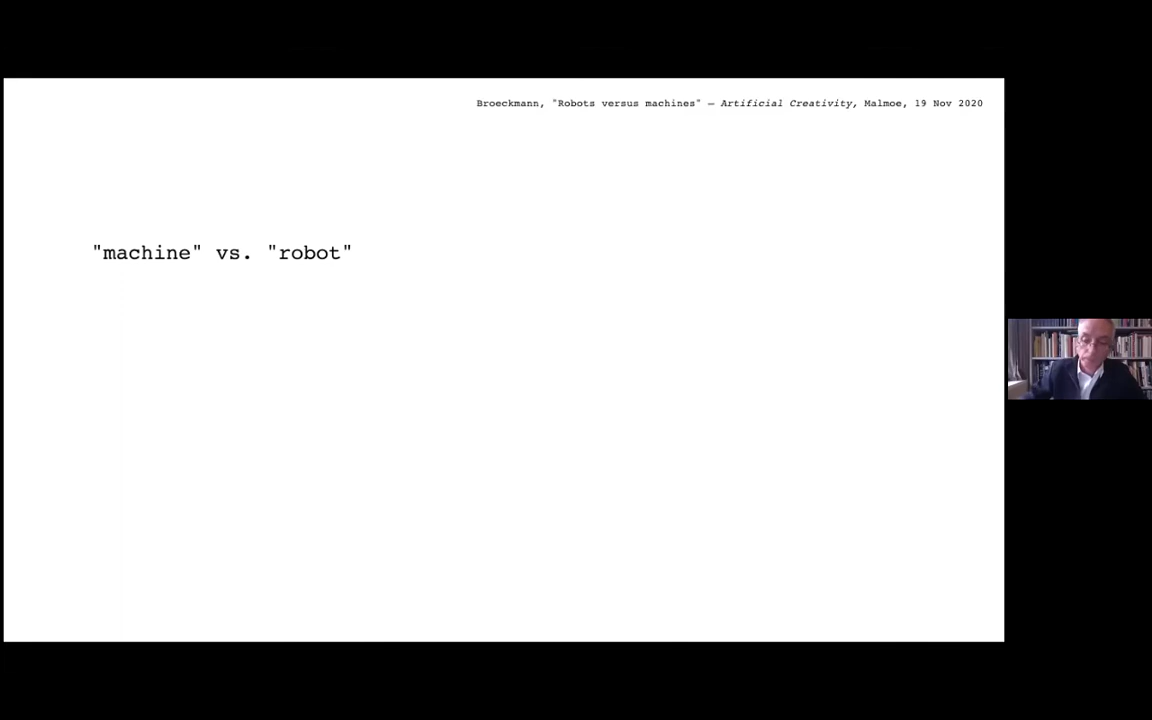 Broeckmann, "Robots versus machines" — Artificial Creativity, Malmoe, 19 Nov 2020
"machine" vs. "robot"